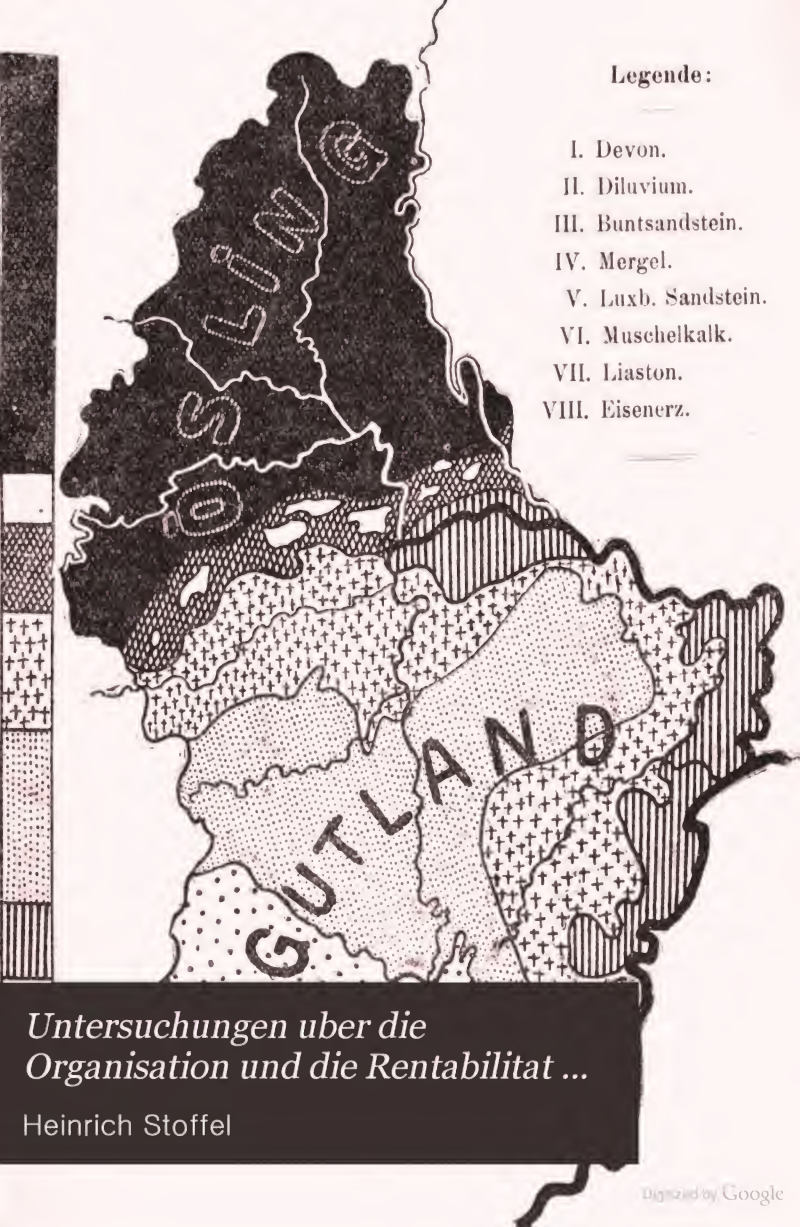 Legende:
I. Devon.
II. Diluvium.
III. Buntsandstein.
IV. Mergel.
V. Luxb. Sandstein.
VI. Muschelkalk.
VII. Liaston.
VIII. Eisenerz.
ÖSLiNG
GUTLAND
Untersuchungen uber die
Organisation und die Rentabilitat ...
Heinrich Stoffel
Digitized by Google